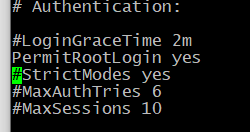 # Authentication:
#LoginGraceTime 2m
PermitRootLogin yes
#StrictModes yes
#MaxAuthTries 6
#MaxSessions 10